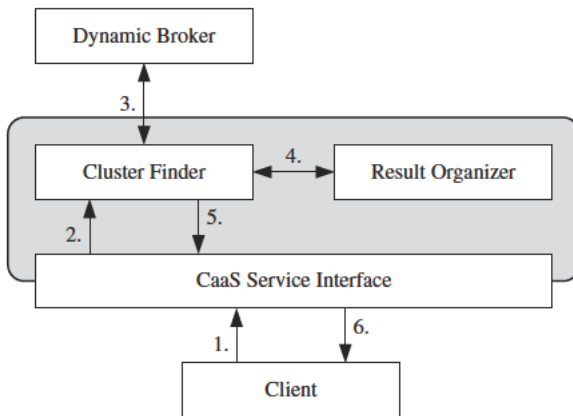 Dynamic Broker
3.
Cluster Finder
4.
Result Organizer
2.
5.
CaaS Service Interface
1.
6.
Client